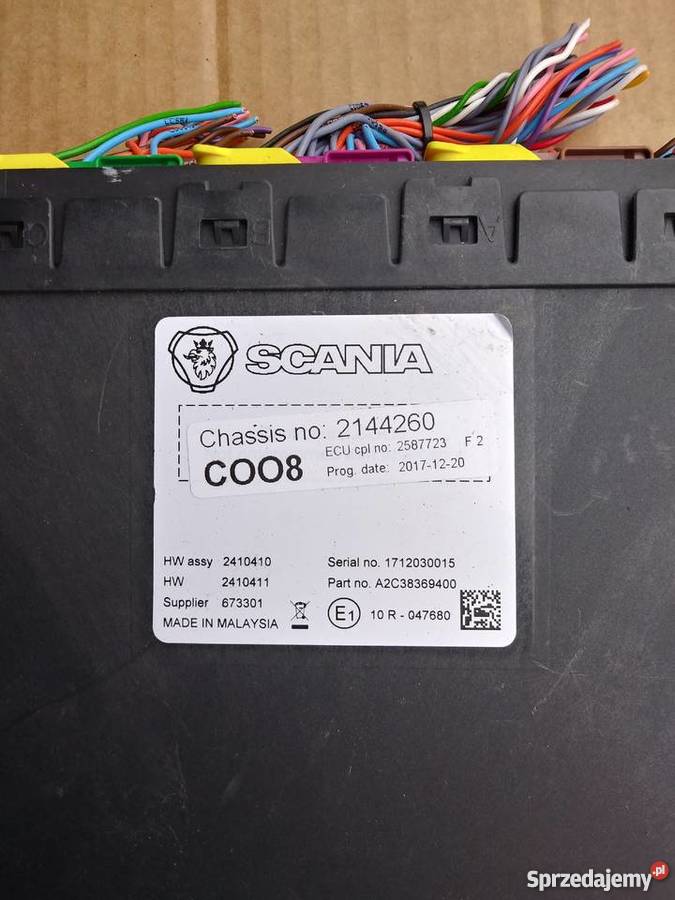 SCANIA
Chassis no: 2144260
ECU cpl no: 2587723 F 2
COO8 Prog. date: 2017-12-20
HW assy 2410410 Serial no. 1712030015
HW 2410411 Part no. A2C38369400
Supplier 673301
MADE IN MALAYSIA E1 10 R - 047680
Sprzedajemy.pl